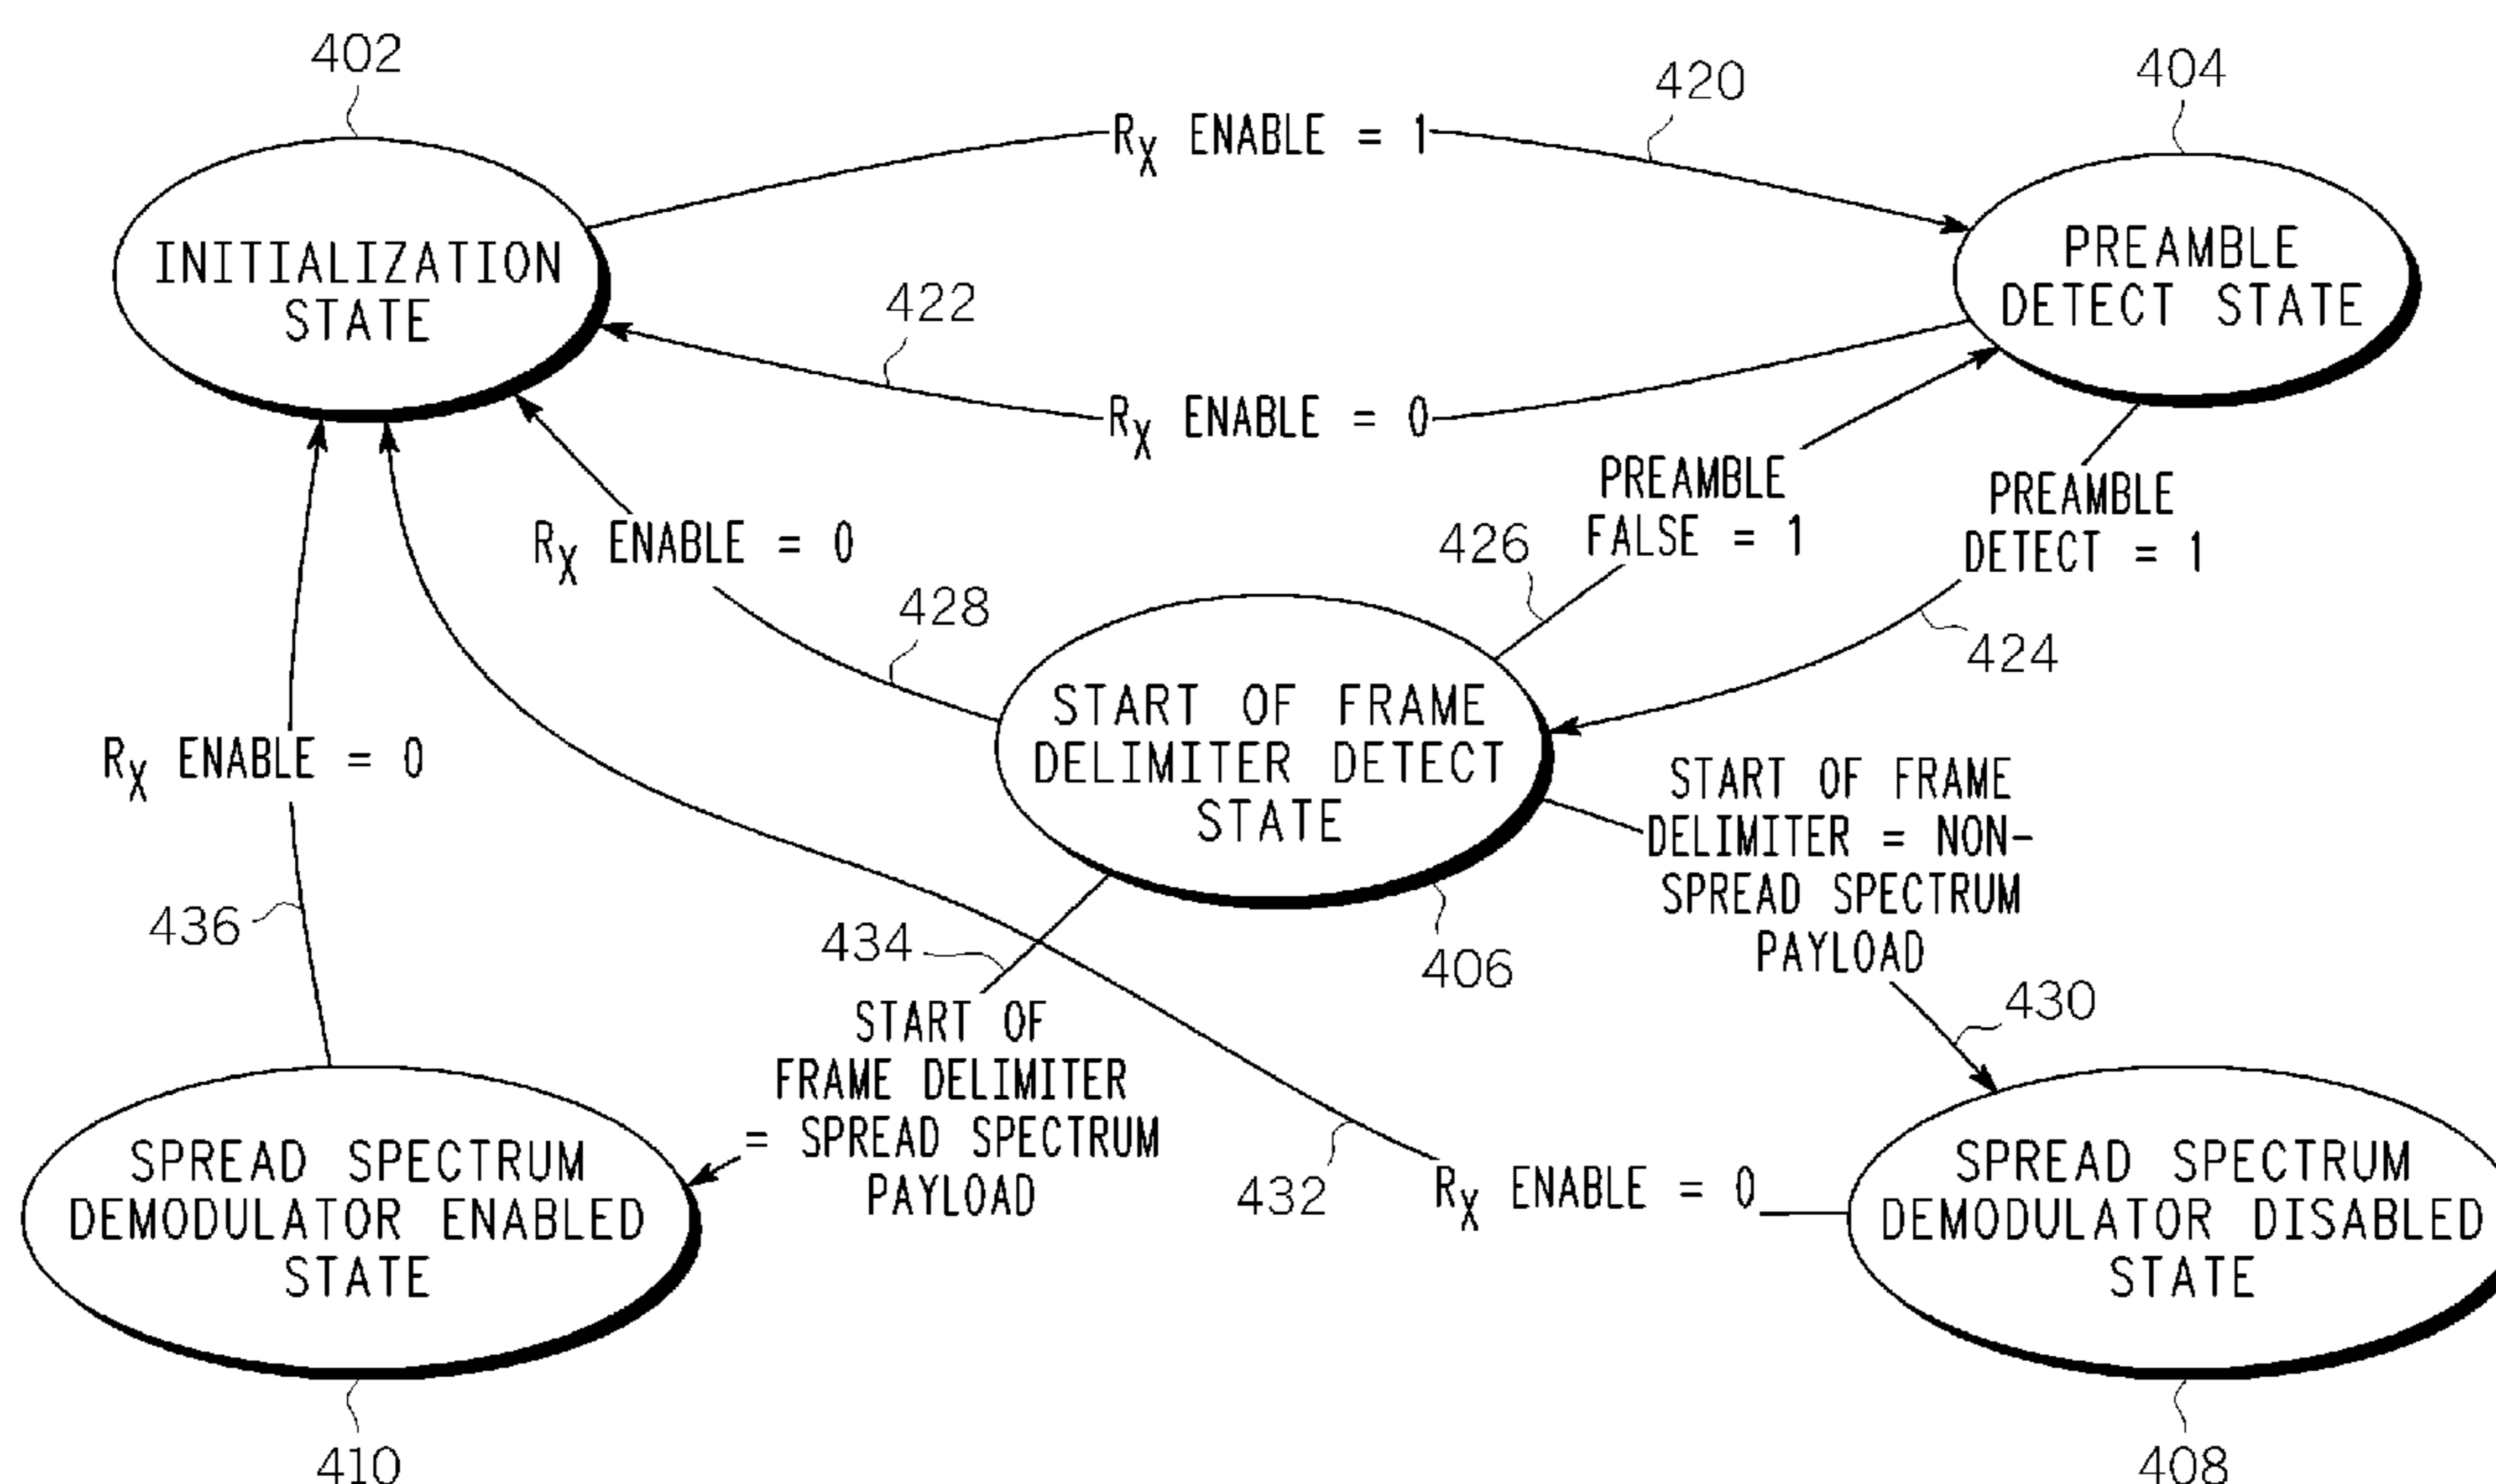 402
420
404
RX ENABLE = 1
INITIALIZATION
STATE
PREAMBLE
DETECT STATE
422
RX ENABLE = 0
PREAMBLE
FALSE = 1
PREAMBLE
DETECT = 1
RX ENABLE = 0
426
428
424
START OF FRAME
DELIMITER DETECT
STATE
RX ENABLE = 0
START OF FRAME
DELIMITER = NON-
SPREAD SPECTRUM
PAYLOAD
436
434
406
430
START OF
FRAME DELIMITER
= SPREAD SPECTRUM
PAYLOAD
432
RX ENABLE = 0
SPREAD SPECTRUM
DEMODULATOR ENABLED
STATE
SPREAD SPECTRUM
DEMODULATOR DISABLED
STATE
410
408